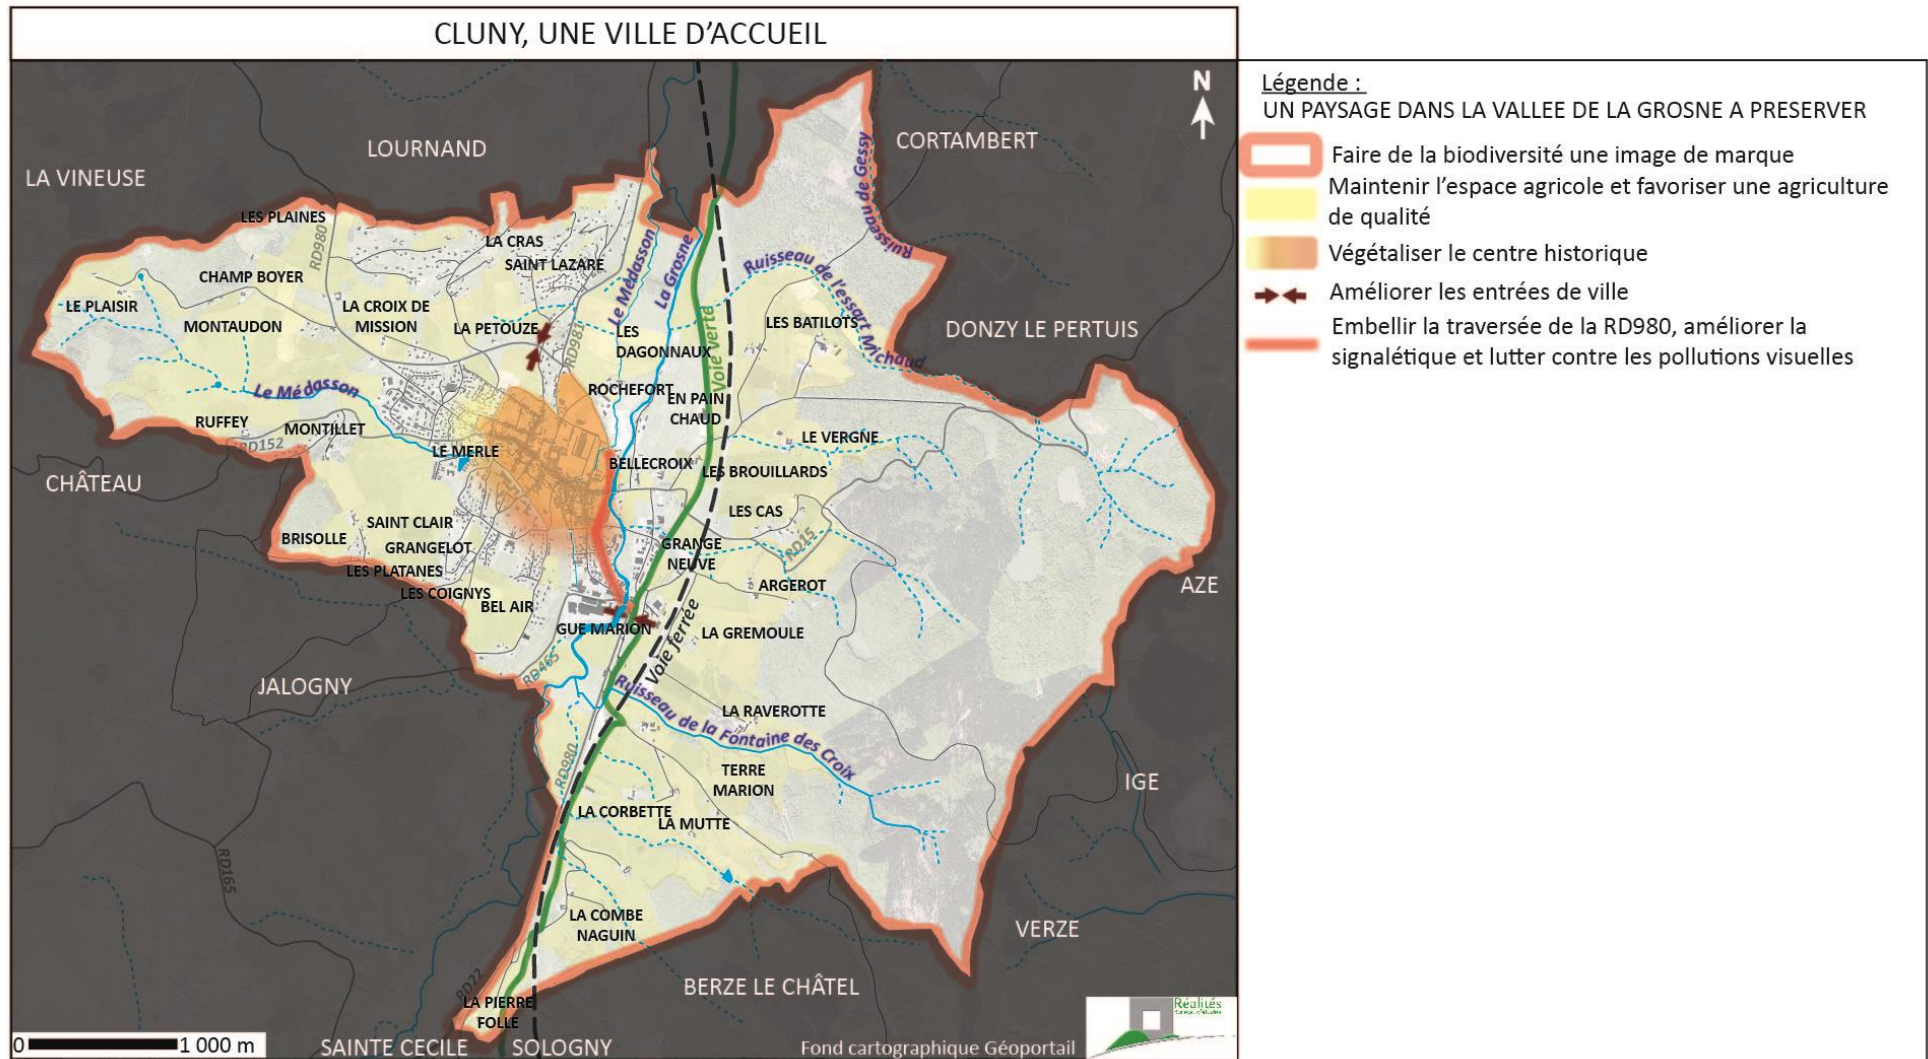 CLUNY, UNE VILLE D'ACCUEIL
N
LOURNAND
CORTAMBERT
LA VINEUSE
Ruisseau de Gessy
LES PLAINES
RD980
LA CRAS
SAINT LAZARE
Le Médasson
La Grosne
Ruisseau de l'essart Michaud
CHAMP BOYER
LE PLAISIR
LA CROIX DE
MISSION
MONTAUDON
LA PETOUZE
RD981
LES
DAGONNAUX
Voie verte
LES BATILOTS
DONZY LE PERTUIS
Le Médasson
ROCHEFORT
EN PAIN
CHAUD
RUFFEY
MONTILLET
RD152
LE MERLE
LE VERGNE
BELLECROIX
LES BROUILLARDS
CHÂTEAU
LES CAS
SAINT CLAIR
BRISOLLE
GRANGELOT
GRANGE
NEUVE
RD15
LES PLATANES
ARGEROT
AZE
LES COIGNYS
BEL AIR
GUE MARION
LA GREMOULE
Voie ferrée
RD465
JALOGNY
Ruisseau de la Fontaine des Croix
LA RAVEROTTE
RD980
TERRE
MARION
IGE
LA CORBETTE
LA MUTTE
RD165
LA COMBE
NAGUIN
VERZE
RD22
BERZE LE CHÂTEL
LA PIERRE
FOLLE
0 1 000 m
SAINTE CECILE
SOLOGNY
Fond cartographique Géoportail
Réalités
Légende :
UN PAYSAGE DANS LA VALLEE DE LA GROSNE A PRESERVER
Faire de la biodiversité une image de marque
Maintenir l'espace agricole et favoriser une agriculture
de qualité
Végétaliser le centre historique
Améliorer les entrées de ville
Embellir la traversée de la RD980, améliorer la
signalétique et lutter contre les pollutions visuelles